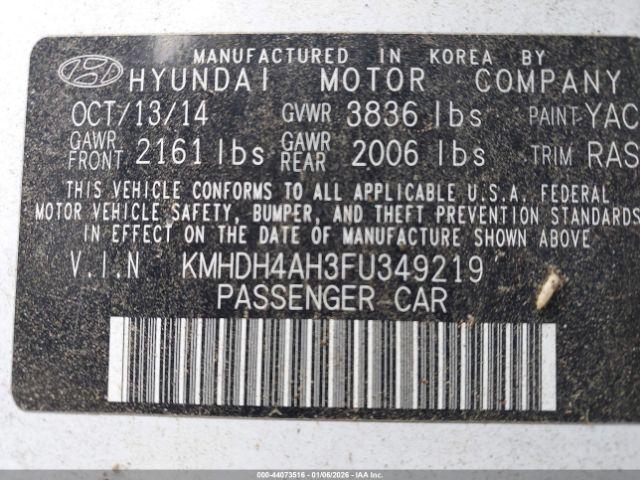 MANUFACTURED IN KOREA BY
HYUNDAI MOTOR COMPANY
OCT/13/14 GVWR 3836 lbs PAINT YAC
GAWR FRONT 2161 lbs GAWR REAR 2006 lbs TRIM RAS
THIS VEHICLE CONFORMS TO ALL APPLICABLE U.S.A. FEDERAL
MOTOR VEHICLE SAFETY, BUMPER, AND THEFT PREVENTION STANDARDS
IN EFFECT ON THE DATE OF MANUFACTURE SHOWN ABOVE
V.I.N KMHDH4AH3FU349219
PASSENGER CAR
000-44073516 | 01/06/2026 - IAAI.COM